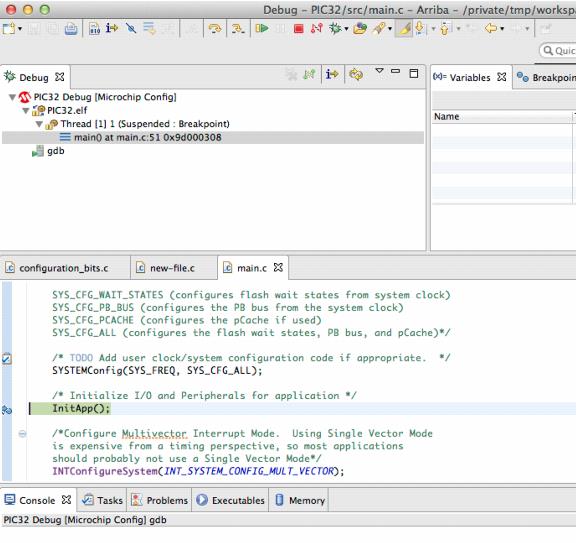 Debug - PIC32/src/main.c - Arriba - /private/tmp/workspa
Quic
Debug
Variables
Breakpoin
PIC32 Debug [Microchip Config]
PIC32.elf
Thread [1] 1 (Suspended : Breakpoint)
main() at main.c:51 0x9d000308
gdb
Name
configuration_bits.c
new-file.c
main.c
SYS_CFG_WAIT_STATES (configures flash wait states from system clock)
SYS_CFG_PB_BUS (configures the PB bus from the system clock)
SYS_CFG_PCACHE (configures the pCache if used)
SYS_CFG_ALL (configures the flash wait states, PB bus, and pCache)*/
/* TODO Add user clock/system configuration code if appropriate.  */
SYSTEMConfig(SYS_FREQ, SYS_CFG_ALL);
/* Initialize I/O and Peripherals for application */
InitApp();
/*Configure Multivector Interrupt Mode.  Using Single Vector Mode
is expensive from a timing perspective, so most applications
should probably not use a Single Vector Mode*/
INTConfigureSystem(INT_SYSTEM_CONFIG_MULT_VECTOR);
Console
Tasks
Problems
Executables
Memory
PIC32 Debug [Microchip Config] gdb